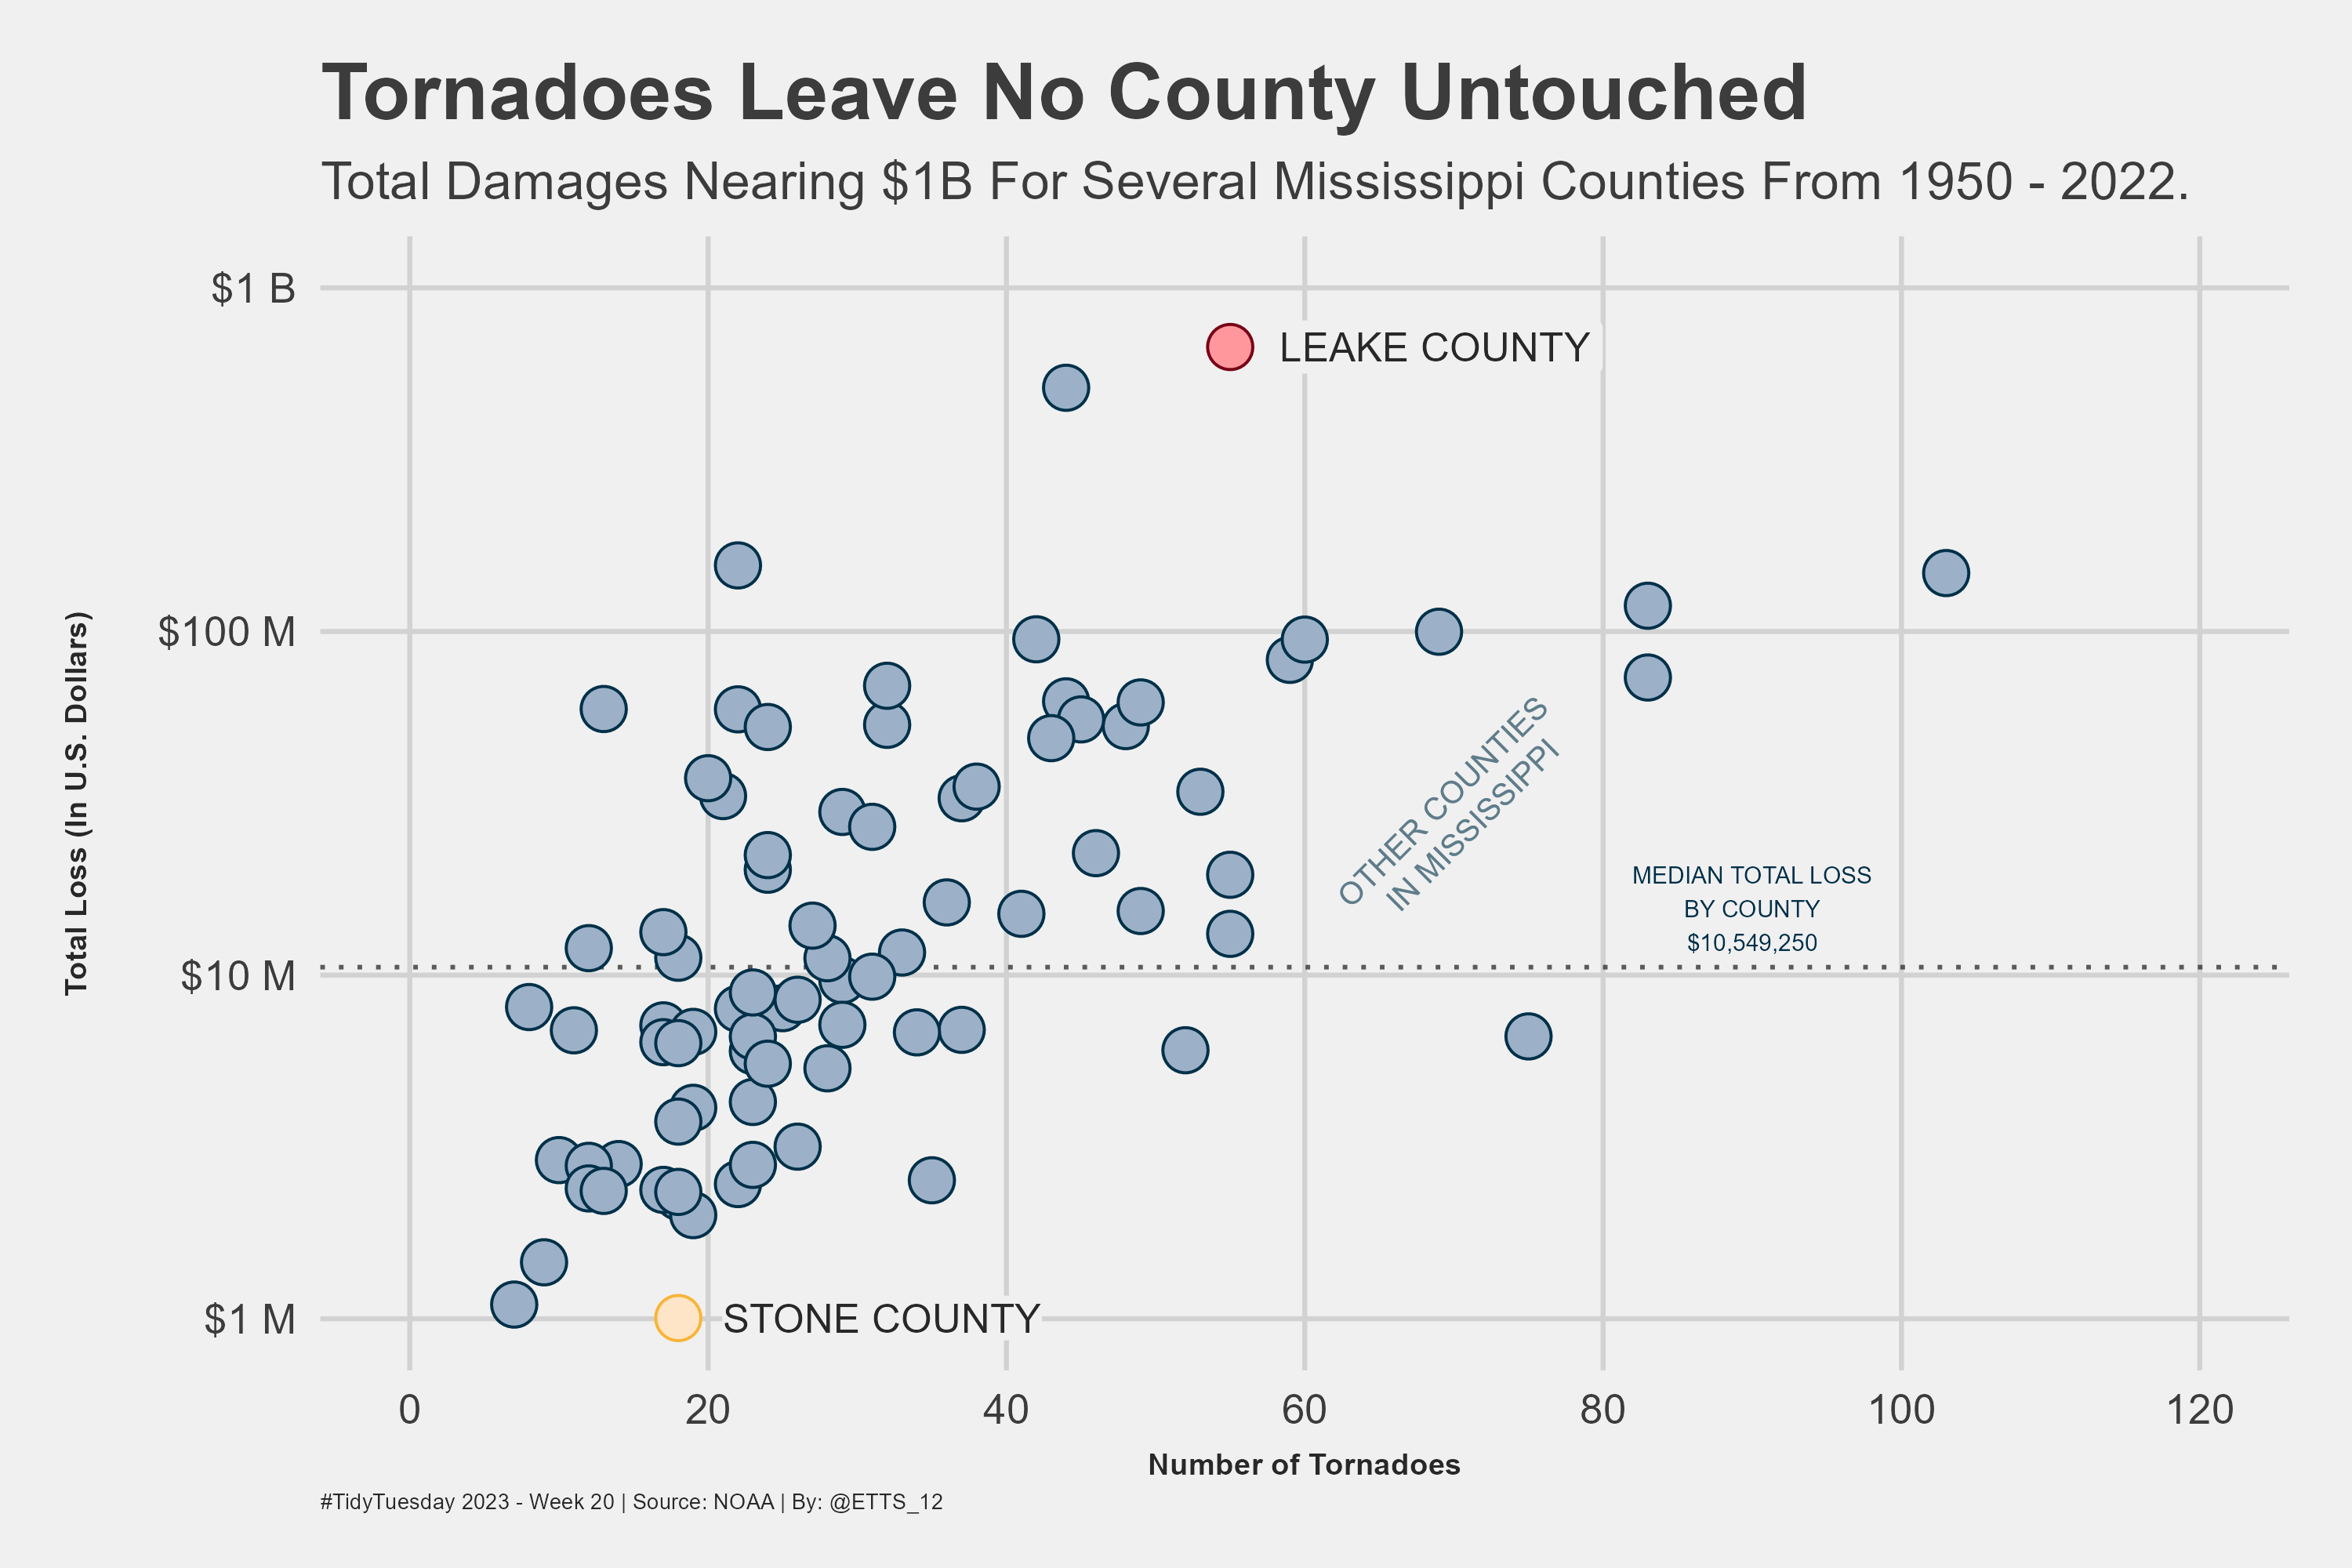 Tornadoes Leave No County Untouched
Total Damages Nearing $1B For Several Mississippi Counties From 1950 - 2022.
Total Loss (In U.S. Dollars)
$1 B
$100 M
$10 M
$1 M
LEAKE COUNTY
OTHER COUNTIES
IN MISSISSIPPI
MEDIAN TOTAL LOSS
BY COUNTY
$10,549,250
STONE COUNTY
0 20 40 60 80 100 120
Number of Tornadoes
#TidyTuesday 2023 - Week 20 | Source: NOAA | By: @ETTS_12